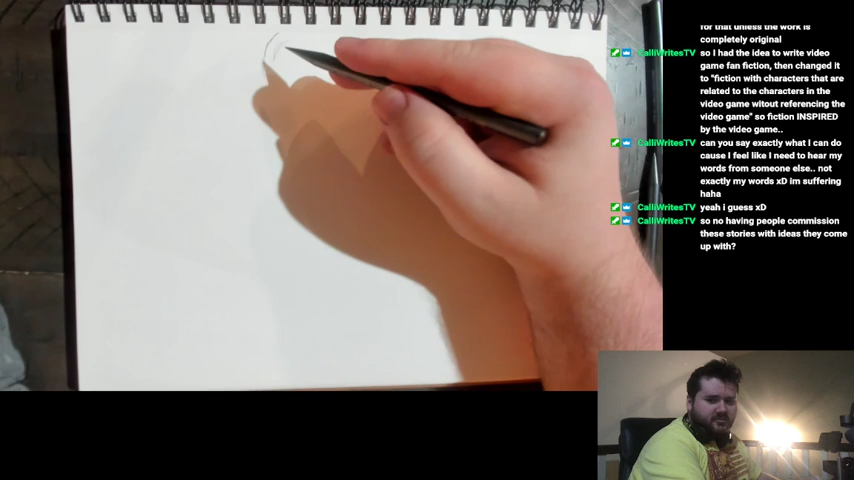 for that unless the work is
completely original
CalliWritesTV so I had the idea to write video
game fan fiction, then changed it
to "fiction with characters that are
related to the characters in the
video game witout referencing the
video game" so fiction INSPIRED
by the video game..
CalliWritesTV can you say exactly what I can do
cause I feel like I need to hear my
words from someone else.. not
exactly my words xD im suffering
haha
CalliWritesTV yeah i guess xD
CalliWritesTV so no having people commission
these stories with ideas they come
up with?